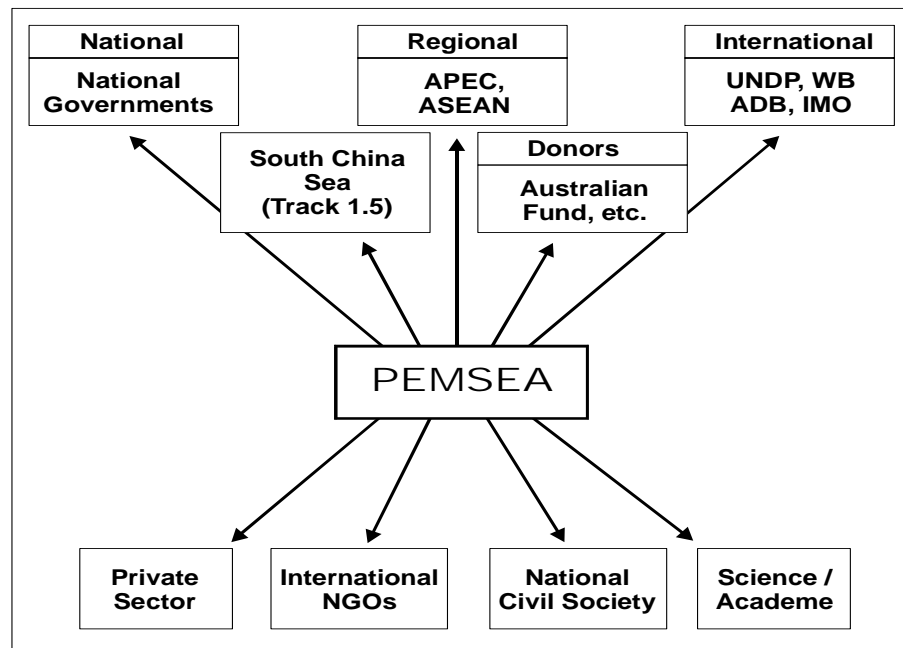 National
National
Governments
Regional
APEC,
ASEAN
International
UNDP, WB
ADB, IMO
South China
Sea
(Track 1.5)
Donors
Australian
Fund, etc.
PEMSEA
Private
Sector
International
NGOs
National
Civil Society
Science /
Academe